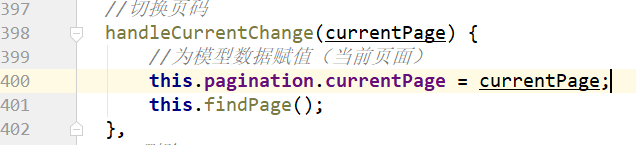 397 //切换页码
398 handleCurrentChange(currentPage) {
399 //为模型数据赋值（当前页面）
400 this.pagination.currentPage = currentPage;
401 this.findPage();
402 },